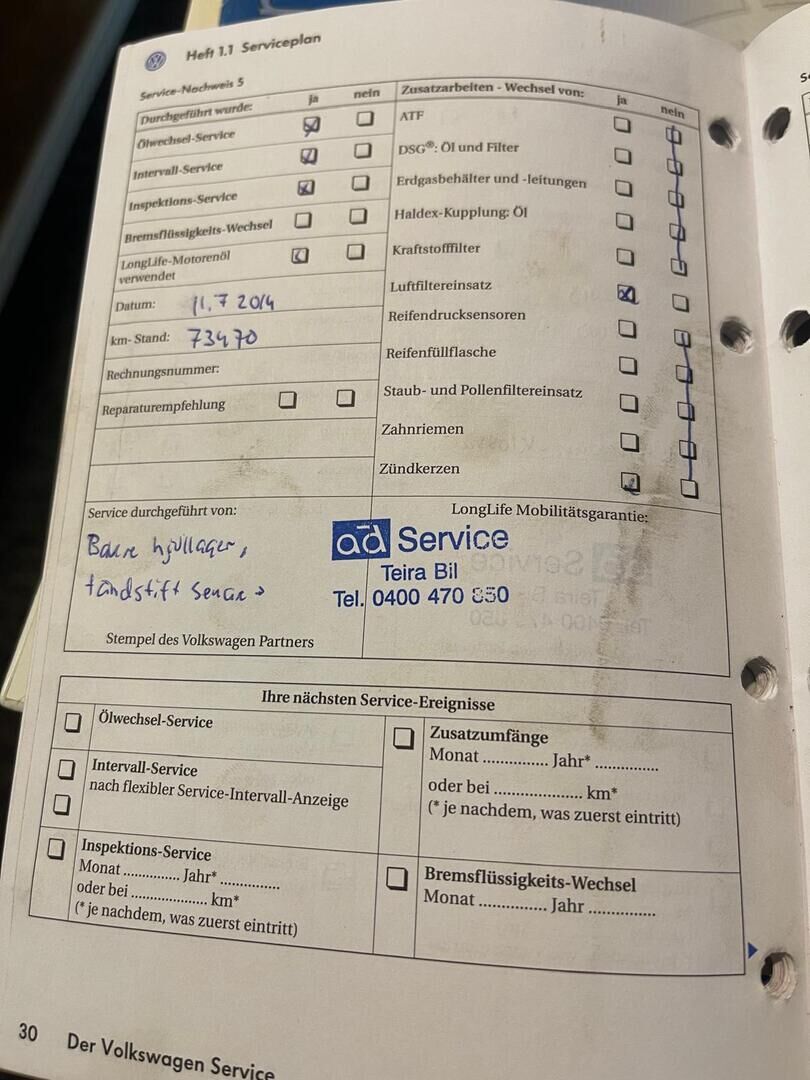 Heft 1.1 Serviceplan
Service-Nachweis 5
Durchgeführt wurde: ja nein
Ölwechsel-Service
Intervall-Service
Inspektions-Service
Bremsflüssigkeits-Wechsel
LongLife-Motorenöl
verwendet
Datum: 11.7 2014
km- Stand: 73470
Rechnungsnummer:
Reparaturempfehlung
Zusatzarbeiten - Wechsel von: ja nein
ATF
DSG®: Öl und Filter
Erdgasbehälter und -leitungen
Haldex-Kupplung: Öl
Kraftstofffilter
Luftfiltereinsatz
Reifendrucksensoren
Reifenfüllflasche
Staub- und Pollenfiltereinsatz
Zahnriemen
Zündkerzen
Service durchgeführt von:
hjullager,
tändstift
Stempel des Volkswagen Partners
LongLife Mobilitätsgarantie:
ad Service
Teira Bil
Tel. 0400 470 850
Ihre nächsten Service-Ereignisse
Ölwechsel-Service
Intervall-Service
nach flexibler Service-Intervall-Anzeige
Inspektions-Service
Monat .............. Jahr* ...............
oder bei ................... km*
(* je nachdem, was zuerst eintritt)
Zusatzumfänge
Monat ............... Jahr* ...............
oder bei ..................... km*
(* je nachdem, was zuerst eintritt)
Bremsflüssigkeits-Wechsel
Monat ............... Jahr ...............
30 Der Volkswagen Service